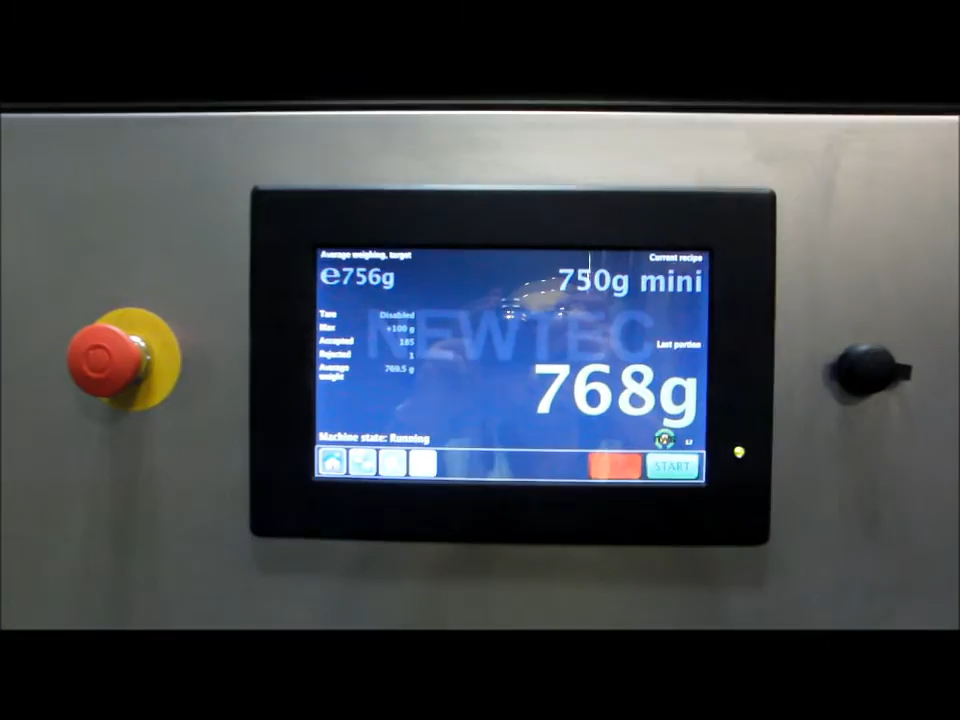 Average weighing, target
Current recipe
e756g
750g mini
Tare Disabled
Max +100 g
Accepted 185
Rejected 1
Average weight 769.5 g
NEWTEC
Last portion
768g
Machine state: Running
START